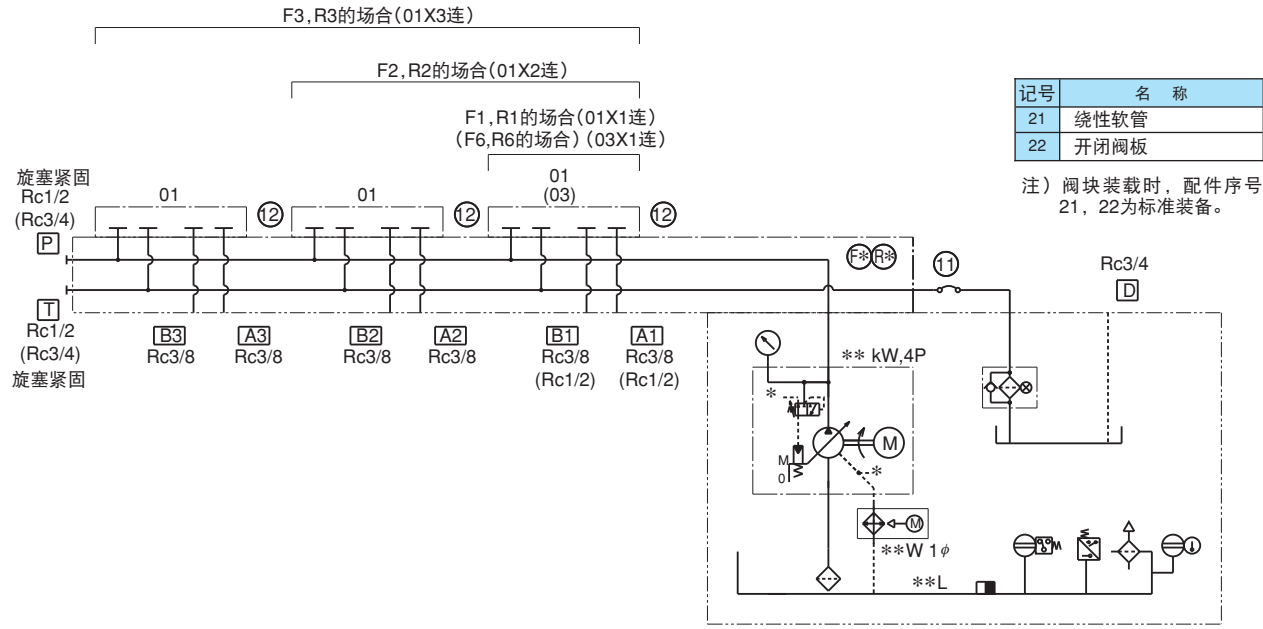 F3,R3的场合(01X3连)
F2,R2的场合(01X2连)
F1,R1的场合(01X1连)
(F6,R6的场合) (03X1连)
记号 名 称
21 绕性软管
22 开闭阀板
注) 阀块装载时, 配件序号
21, 22为标准装备。
旋塞紧固
Rc1/2
(Rc3/4)
P
01 12 01 12 01
(03) 12
F* R* 11
Rc3/4
D
T
Rc1/2
(Rc3/4)
旋塞紧固
B3 A3 B2 A2 B1 A1
Rc3/8 Rc3/8 Rc3/8 Rc3/8 Rc3/8 Rc3/8
(Rc1/2) (Rc1/2)
** kW,4P
*
M
M
0
*
M
**W 1φ
**L